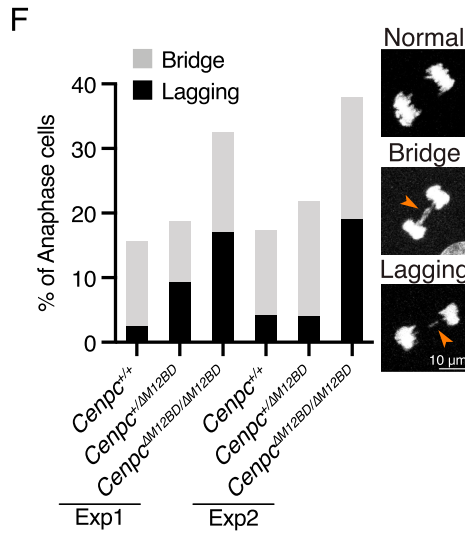 F
Bridge
Lagging
% of Anaphase cells
40
30
20
10
0
Cenpc+/+
Cenpc+/ΔM12BD
CenpcΔM12BD/ΔM12BD
Cenpc+/+
Cenpc+/ΔM12BD
CenpcΔM12BD/ΔM12BD
Exp1
Exp2
Normal
Bridge
Lagging
10 μm